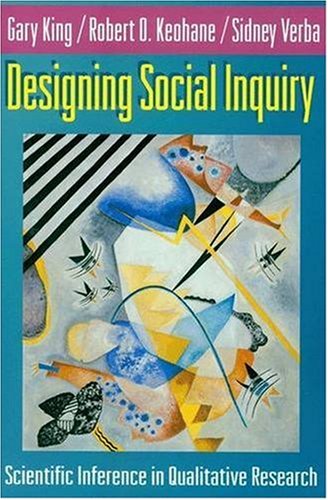 Gary King / Robert O. Keohane / Sidney Verba
Designing Social Inquiry
Scientific Inference in Qualitative Research